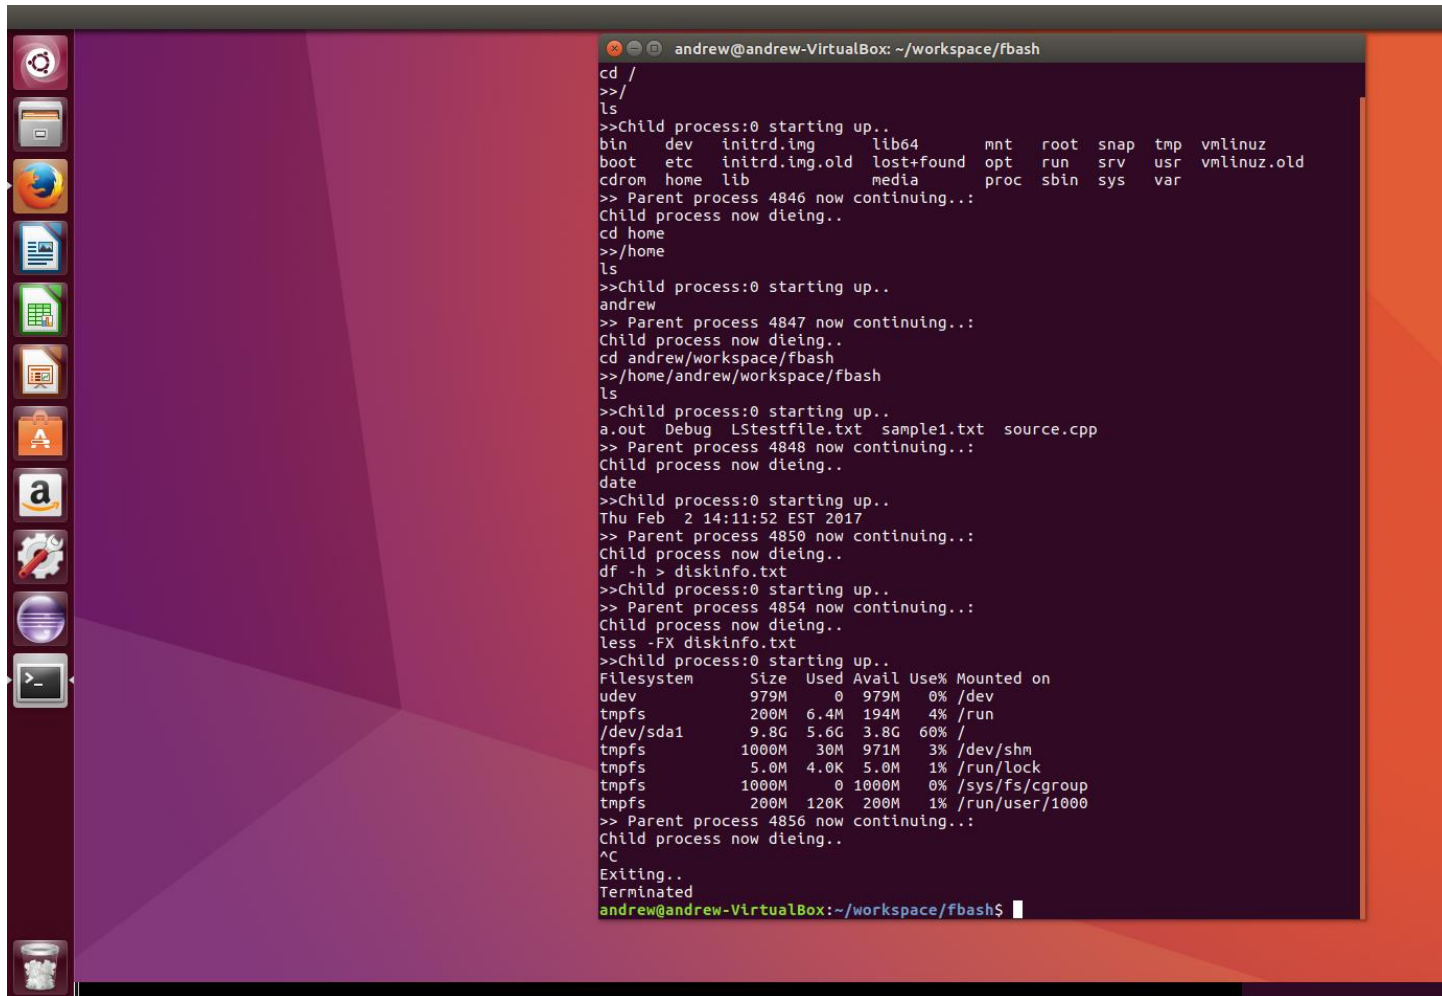 andrew@andrew-VirtualBox: ~/workspace/fbash
cd /
>>/
ls
>>Child process:0 starting up..
bin    dev   initrd.img      lib64       mnt   root  snap  tmp  vmlinuz
boot   etc   initrd.img.old  lost+found  opt   run   srv   usr  vmlinuz.old
cdrom  home  lib             media       proc  sbin  sys   var
>> Parent process 4846 now continuing..:
Child process now dieing..
cd home
>>/home
ls
>>Child process:0 starting up..
andrew
>> Parent process 4847 now continuing..:
Child process now dieing..
cd andrew/workspace/fbash
>>/home/andrew/workspace/fbash
ls
>>Child process:0 starting up..
a.out  Debug  LStestfile.txt  sample1.txt  source.cpp
>> Parent process 4848 now continuing..:
Child process now dieing..
date
>>Child process:0 starting up..
Thu Feb  2 14:11:52 EST 2017
>> Parent process 4850 now continuing..:
Child process now dieing..
df -h > diskinfo.txt
>>Child process:0 starting up..
>> Parent process 4854 now continuing..:
Child process now dieing..
less -FX diskinfo.txt
>>Child process:0 starting up..
Filesystem      Size  Used Avail Use% Mounted on
udev            979M     0  979M   0% /dev
tmpfs           200M  6.4M  194M   4% /run
/dev/sda1       9.8G  5.6G  3.8G  60% /
tmpfs          1000M   30M  971M   3% /dev/shm
tmpfs           5.0M  4.0K  5.0M   1% /run/lock
tmpfs          1000M     0 1000M   0% /sys/fs/cgroup
tmpfs           200M  120K  200M   1% /run/user/1000
>> Parent process 4856 now continuing..:
Child process now dieing..
^C
Exiting..
Terminated
andrew@andrew-VirtualBox:~/workspace/fbash$